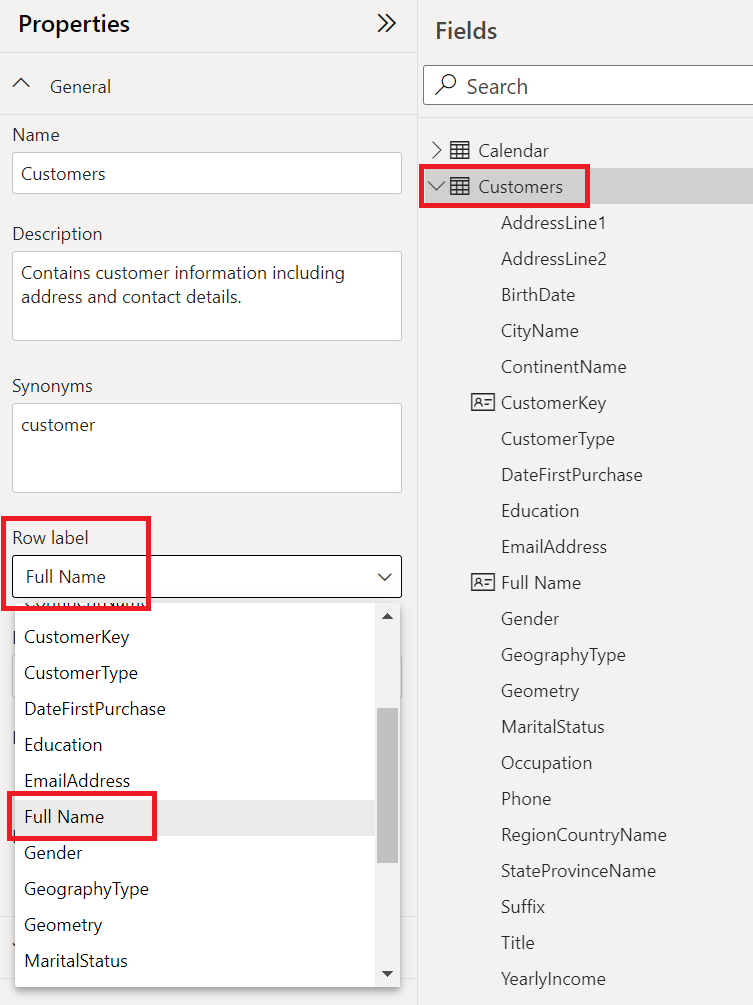 Properties
General
Name
Customers
Description
Contains customer information including
address and contact details.
Synonyms
customer
Row label
Full Name
ContinentName
CustomerKey
CustomerType
DateFirstPurchase
Education
EmailAddress
Full Name
Gender
GeographyType
Geometry
MaritalStatus
Fields
Search
Calendar
Customers
AddressLine1
AddressLine2
BirthDate
CityName
ContinentName
CustomerKey
CustomerType
DateFirstPurchase
Education
EmailAddress
Full Name
Gender
GeographyType
Geometry
MaritalStatus
Occupation
Phone
RegionCountryName
StateProvinceName
Suffix
Title
YearlyIncome